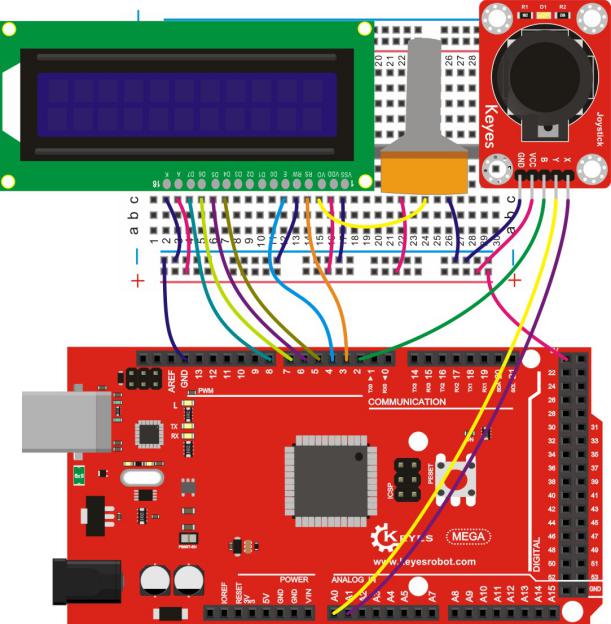 R1 D1 R2
Keyes
Joystick
GND VCC B Y X
16 K A D7 D6 D5 D4 D3 D2 D1 D0 E RW RS VO VDD VSS 1
a b c
1 2 3 4 5 6 7 8 9 10 11 12 13 14 15 16 17 18 19 20 21 22 23 24 25 26 27 28 29 30
20 21 22 26 27 28
a b c
− +
− +
AREF GND 13 12 11 10 9 8 7 6 5 4 3 2 TX0 ▶ 1 RX0 0 TX3 14 RX3 15 TX2 16 RX2 17 TX1 18 RX1 19 SDA 20 SCL 21
PWM
COMMUNICATION
L
TX
RX
ON
ICSP
RESET
KEYES MEGA
www.keyesrobot.com
DIGITAL
22
24
26
28
30 31
32 33
34 35
36 37
38 39
40 41
42 43
44 45
46 47
48 49
50 51
52 53
GND
POWER
ANALOG IN
IOREF RESET 3V3 5V GND GND VIN A0 A1 A2 A3 A4 A5 A7 A8 A9 A10 A11 A12 A13 A14 A15